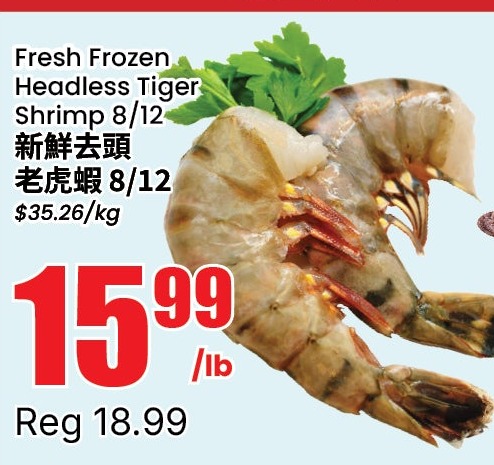 Fresh Frozen
Headless Tiger
Shrimp 8/12
新鮮去頭
老虎蝦 8/12
$35.26/kg
15.99
/lb
Reg 18.99